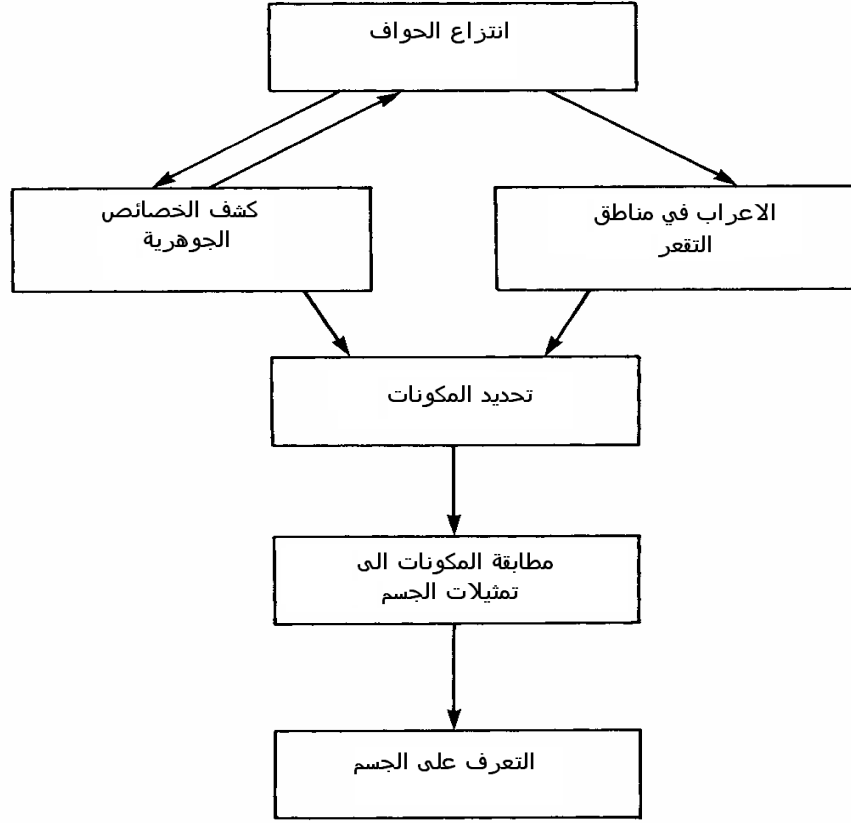 انتزاع الحواف
كشف الخصائص
الجوهرية
الاعراب في مناطق
التقعر
تحديد المكونات
مطابقة المكونات الى
تمثيلات الجسم
التعرف على الجسم